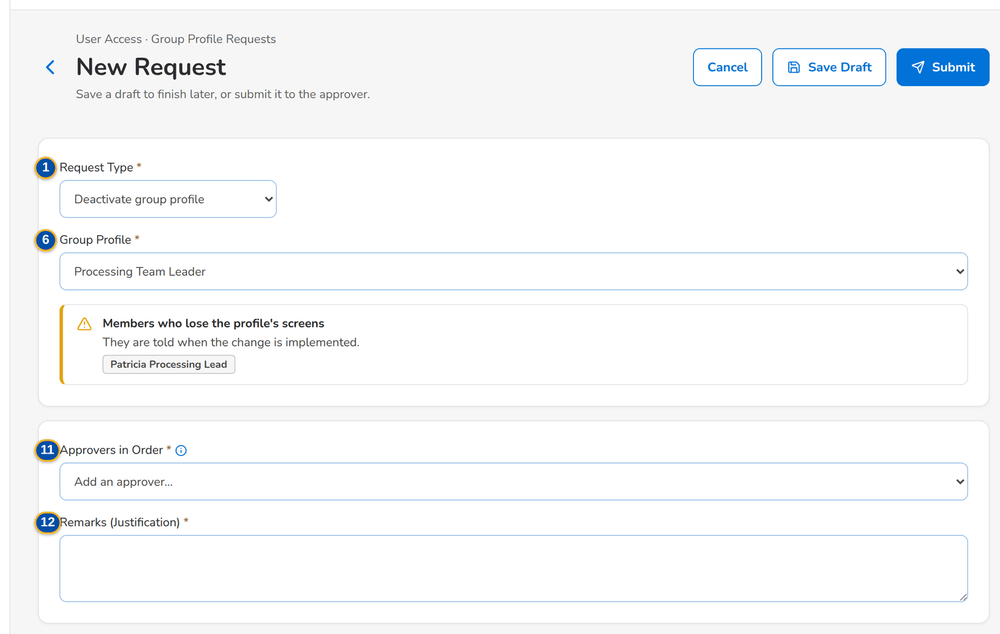 User Access · Group Profile Requests
New Request
Save a draft to finish later, or submit it to the approver.
Cancel
Save Draft
Submit
1 Request Type *
Deactivate group profile
6 Group Profile *
Processing Team Leader
Members who lose the profile's screens
They are told when the change is implemented.
Patricia Processing Lead
11 Approvers in Order *
Add an approver...
12 Remarks (Justification) *